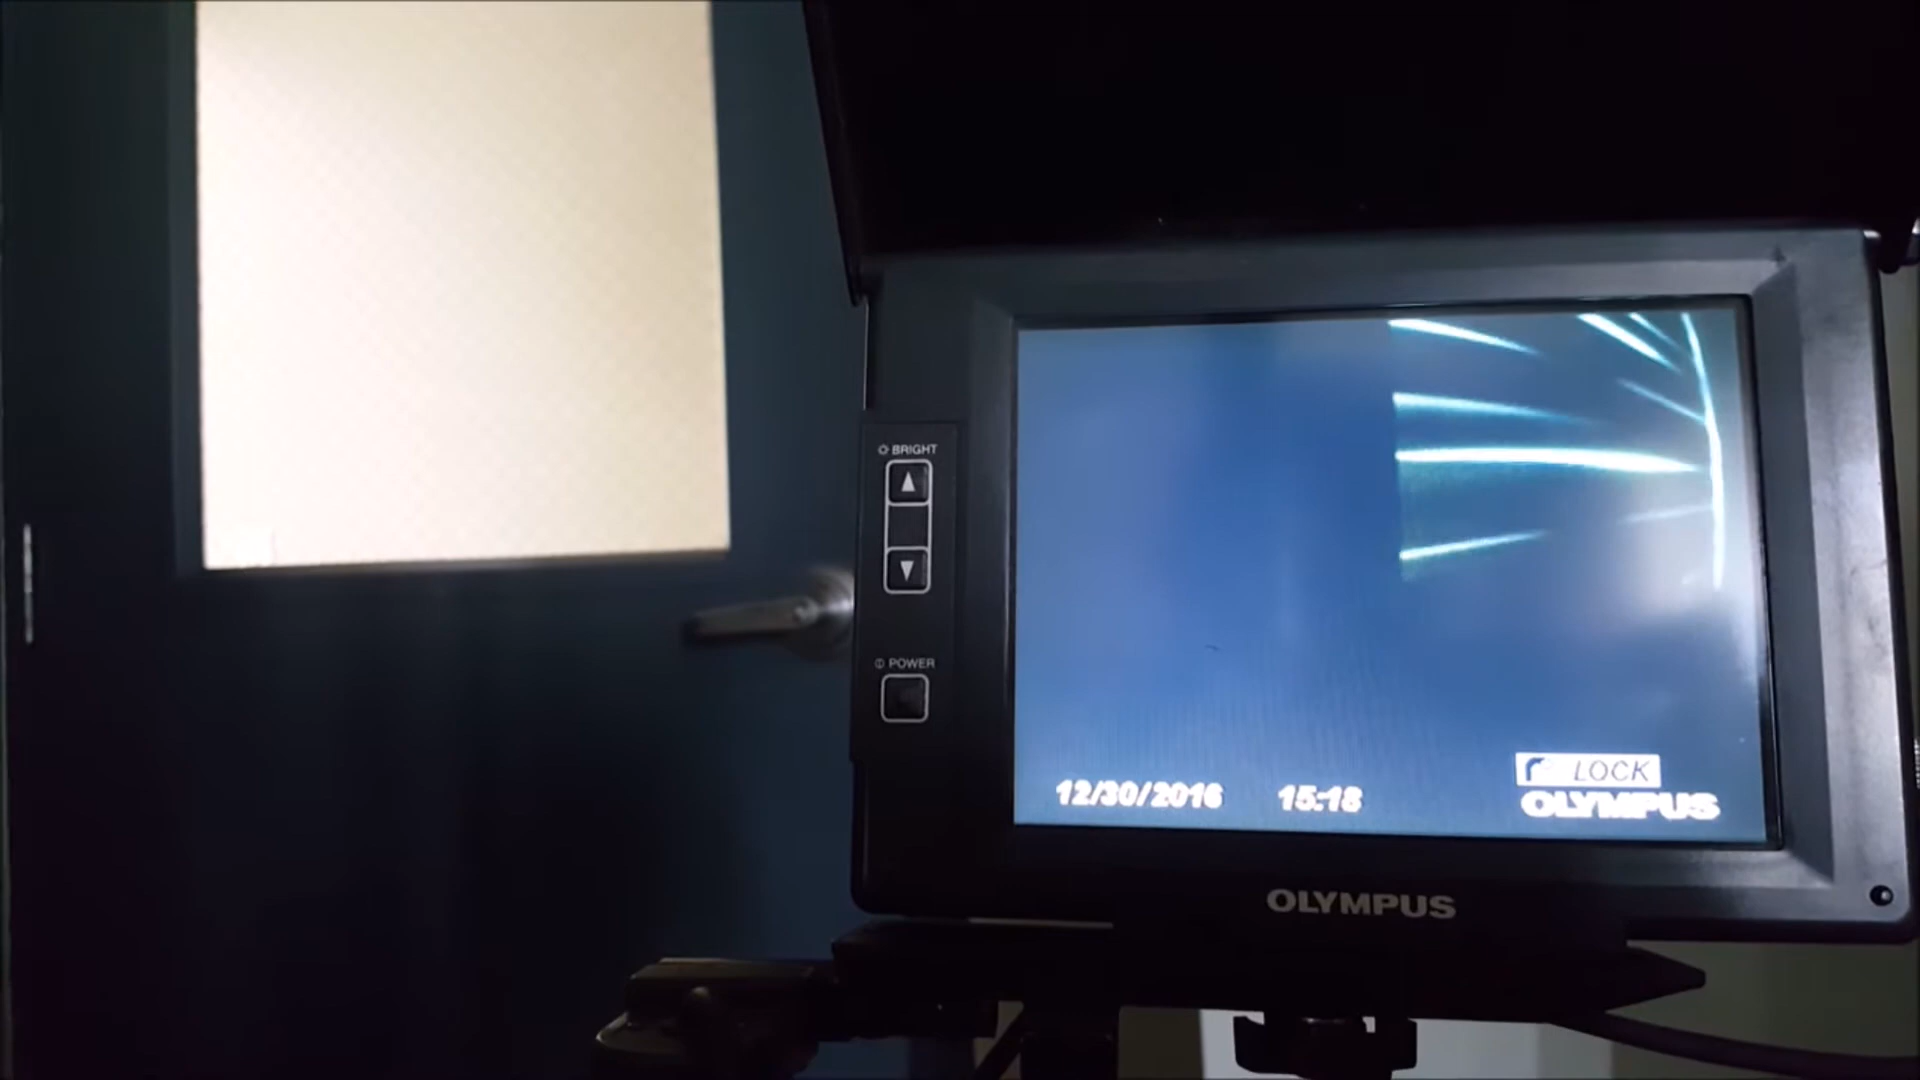 BRIGHT
POWER
LOCK
12/30/2016 15:18 OLYMPUS
OLYMPUS